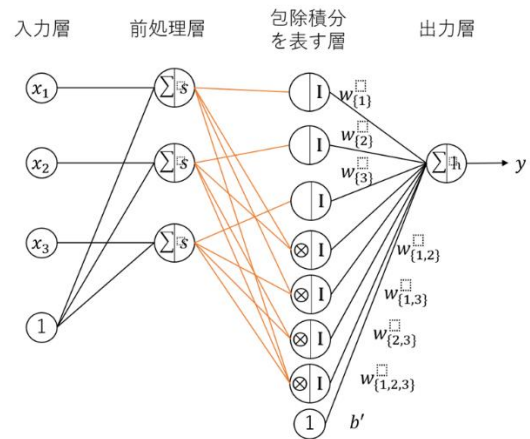 入力層
前処理層
包除積分
を表す層
出力層
x₁
x₂
x₃
1
∑ s
∑ s
∑ s
I
I
I
⊗ I
⊗ I
⊗ I
⊗ I
1
w{1}
w{2}
w{3}
w{1,2}
w{1,3}
w{2,3}
w{1,2,3}
b′
∑ h
y